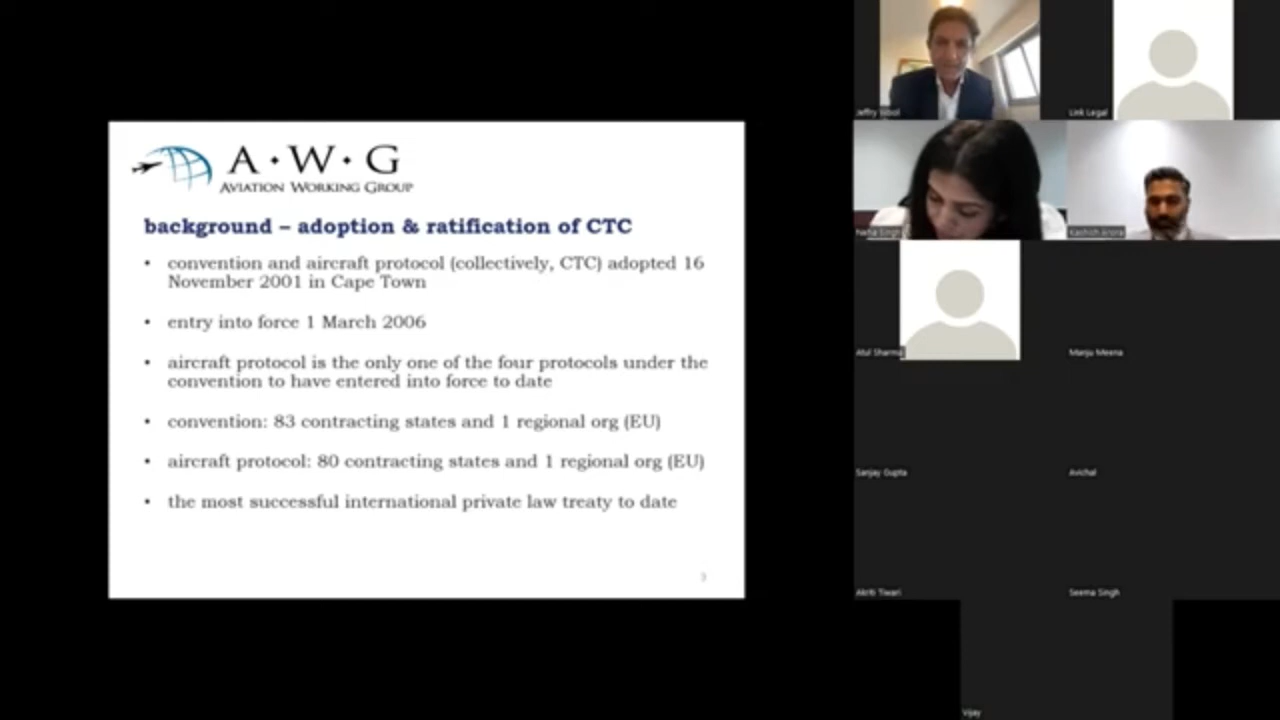 A·W·G
AVIATION WORKING GROUP
background – adoption & ratification of CTC
• convention and aircraft protocol (collectively, CTC) adopted 16
November 2001 in Cape Town
• entry into force 1 March 2006
• aircraft protocol is the only one of the four protocols under the
convention to have entered into force to date
• convention: 83 contracting states and 1 regional org (EU)
• aircraft protocol: 80 contracting states and 1 regional org (EU)
• the most successful international private law treaty to date
Jeffry
Link Legal
Neha Singh
Kashish Arora
Atul Sharma
Manju Meena
Sanjay Gupta
Avichal
Akriti Tiwari
Seema Singh
Vijay